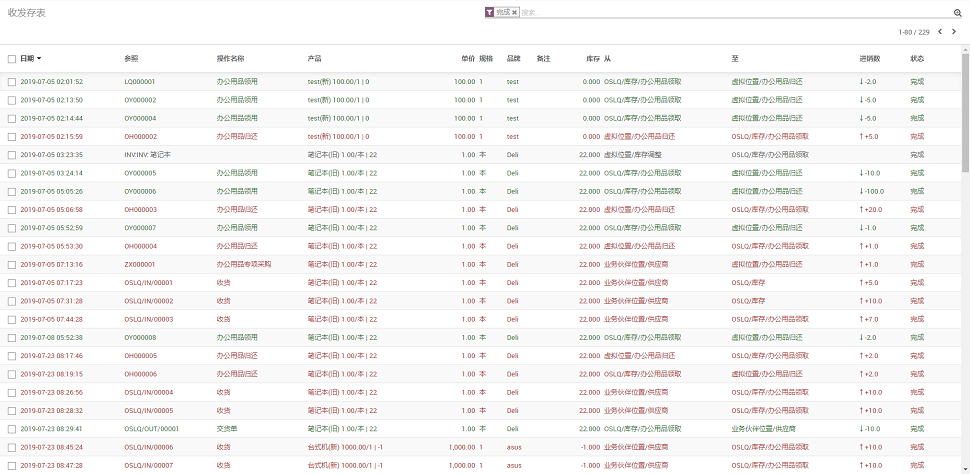 收发存表 完成 ✖ 搜索...
1-80 / 229
日期 参照 操作名称 产品 单价 规格 品牌 备注 库存 从 至 进销数 状态
2019-07-05 02:01:52 LQ000001 办公用品领用 test(新) 100.00/1 | 0 100.00 1 test 0.000 OSLQ/库存/办公用品领取 虚拟位置/办公用品归还 ↓-2.0 完成
2019-07-05 02:13:50 OY000002 办公用品领用 test(新) 100.00/1 | 0 100.00 1 test 0.000 OSLQ/库存/办公用品领取 虚拟位置/办公用品归还 ↓-5.0 完成
2019-07-05 02:14:44 OY000004 办公用品领用 test(新) 100.00/1 | 0 100.00 1 test 0.000 OSLQ/库存/办公用品领取 虚拟位置/办公用品归还 ↓-5.0 完成
2019-07-05 02:15:59 OH000002 办公用品归还 test(新) 100.00/1 | 0 100.00 1 test 0.000 虚拟位置/办公用品归还 OSLQ/库存/办公用品领取 ↑+5.0 完成
2019-07-05 03:23:35 INV:INV: 笔记本 笔记本(旧) 1.00/本 | 22 1.00 本 Deli 22.000 虚拟位置/库存调整 OSLQ/库存/办公用品领取 完成
2019-07-05 03:24:14 OY000005 办公用品领用 笔记本(旧) 1.00/本 | 22 1.00 本 Deli 22.000 OSLQ/库存/办公用品领取 虚拟位置/办公用品归还 ↓-10.0 完成
2019-07-05 05:05:26 OY000006 办公用品领用 笔记本(旧) 1.00/本 | 22 1.00 本 Deli 22.000 OSLQ/库存/办公用品领取 虚拟位置/办公用品归还 ↓-100.0 完成
2019-07-05 05:06:58 OH000003 办公用品归还 笔记本(旧) 1.00/本 | 22 1.00 本 Deli 22.000 虚拟位置/办公用品归还 OSLQ/库存/办公用品领取 ↑+20.0 完成
2019-07-05 05:52:59 OY000007 办公用品领用 笔记本(旧) 1.00/本 | 22 1.00 本 Deli 22.000 OSLQ/库存/办公用品领取 虚拟位置/办公用品归还 ↓-1.0 完成
2019-07-05 05:53:30 OH000004 办公用品归还 笔记本(旧) 1.00/本 | 22 1.00 本 Deli 22.000 虚拟位置/办公用品归还 OSLQ/库存/办公用品领取 ↑+1.0 完成
2019-07-05 07:13:16 ZX000001 办公用品专项采购 笔记本(旧) 1.00/本 | 22 1.00 本 Deli 22.000 业务伙伴位置/供应商 虚拟位置/办公用品归还 ↑+1.0 完成
2019-07-05 07:17:23 OSLQ/IN/00001 收货 笔记本(旧) 1.00/本 | 22 1.00 本 Deli 22.000 业务伙伴位置/供应商 OSLQ/库存 ↑+5.0 完成
2019-07-05 07:31:28 OSLQ/IN/00002 收货 笔记本(旧) 1.00/本 | 22 1.00 本 Deli 22.000 业务伙伴位置/供应商 OSLQ/库存 ↑+10.0 完成
2019-07-05 07:44:28 OSLQ/IN/00003 收货 笔记本(旧) 1.00/本 | 22 1.00 本 Deli 22.000 业务伙伴位置/供应商 OSLQ/库存/办公用品领取 ↑+7.0 完成
2019-07-08 05:52:38 OY000008 办公用品领用 笔记本(旧) 1.00/本 | 22 1.00 本 Deli 22.000 OSLQ/库存/办公用品领取 虚拟位置/办公用品归还 ↓-2.0 完成
2019-07-23 08:17:46 OH000005 办公用品归还 笔记本(旧) 1.00/本 | 22 1.00 本 Deli 22.000 虚拟位置/办公用品归还 OSLQ/库存/办公用品领取 ↑+2.0 完成
2019-07-23 08:19:15 OH000006 办公用品归还 笔记本(旧) 1.00/本 | 22 1.00 本 Deli 22.000 OSLQ/库存/办公用品领取 虚拟位置/办公用品归还 ↑+2.0 完成
2019-07-23 08:26:56 OSLQ/IN/00004 收货 笔记本(旧) 1.00/本 | 22 1.00 本 Deli 22.000 业务伙伴位置/供应商 OSLQ/库存/办公用品领取 ↑+10.0 完成
2019-07-23 08:28:32 OSLQ/IN/00005 收货 笔记本(旧) 1.00/本 | 22 1.00 本 Deli 22.000 业务伙伴位置/供应商 OSLQ/库存/办公用品领取 ↑+10.0 完成
2019-07-23 08:29:41 OSLQ/OUT/00001 交货单 笔记本(旧) 1.00/本 | 22 1.00 本 Deli 22.000 OSLQ/库存/办公用品领取 业务伙伴位置/供应商 ↓-10.0 完成
2019-07-23 08:45:24 OSLQ/IN/00006 收货 台式机(新) 1000.00/1 | -1 1,000.00 1 asus -1.000 业务伙伴位置/供应商 OSLQ/库存/办公用品领取 ↑+10.0 完成
2019-07-23 08:47:28 OSLQ/IN/00007 收货 台式机(新) 1000.00/1 | -1 1,000.00 1 asus -1.000 业务伙伴位置/供应商 OSLQ/库存/办公用品领取 ↑+10.0 完成